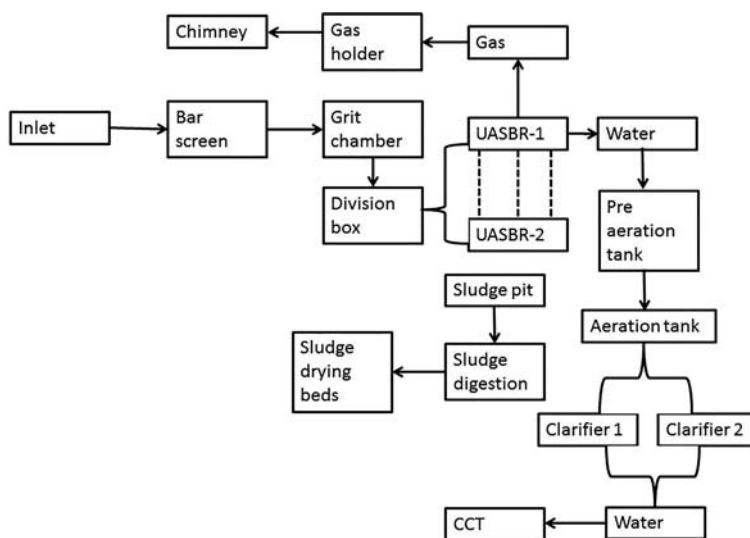 Chimney
Gas
holder
Gas
Inlet
Bar
screen
Grit
chamber
UASBR-1
Water
Division
box
UASBR-2
Pre
aeration
tank
Sludge pit
Aeration tank
Sludge
drying
beds
Sludge
digestion
Clarifier 1
Clarifier 2
CCT
Water